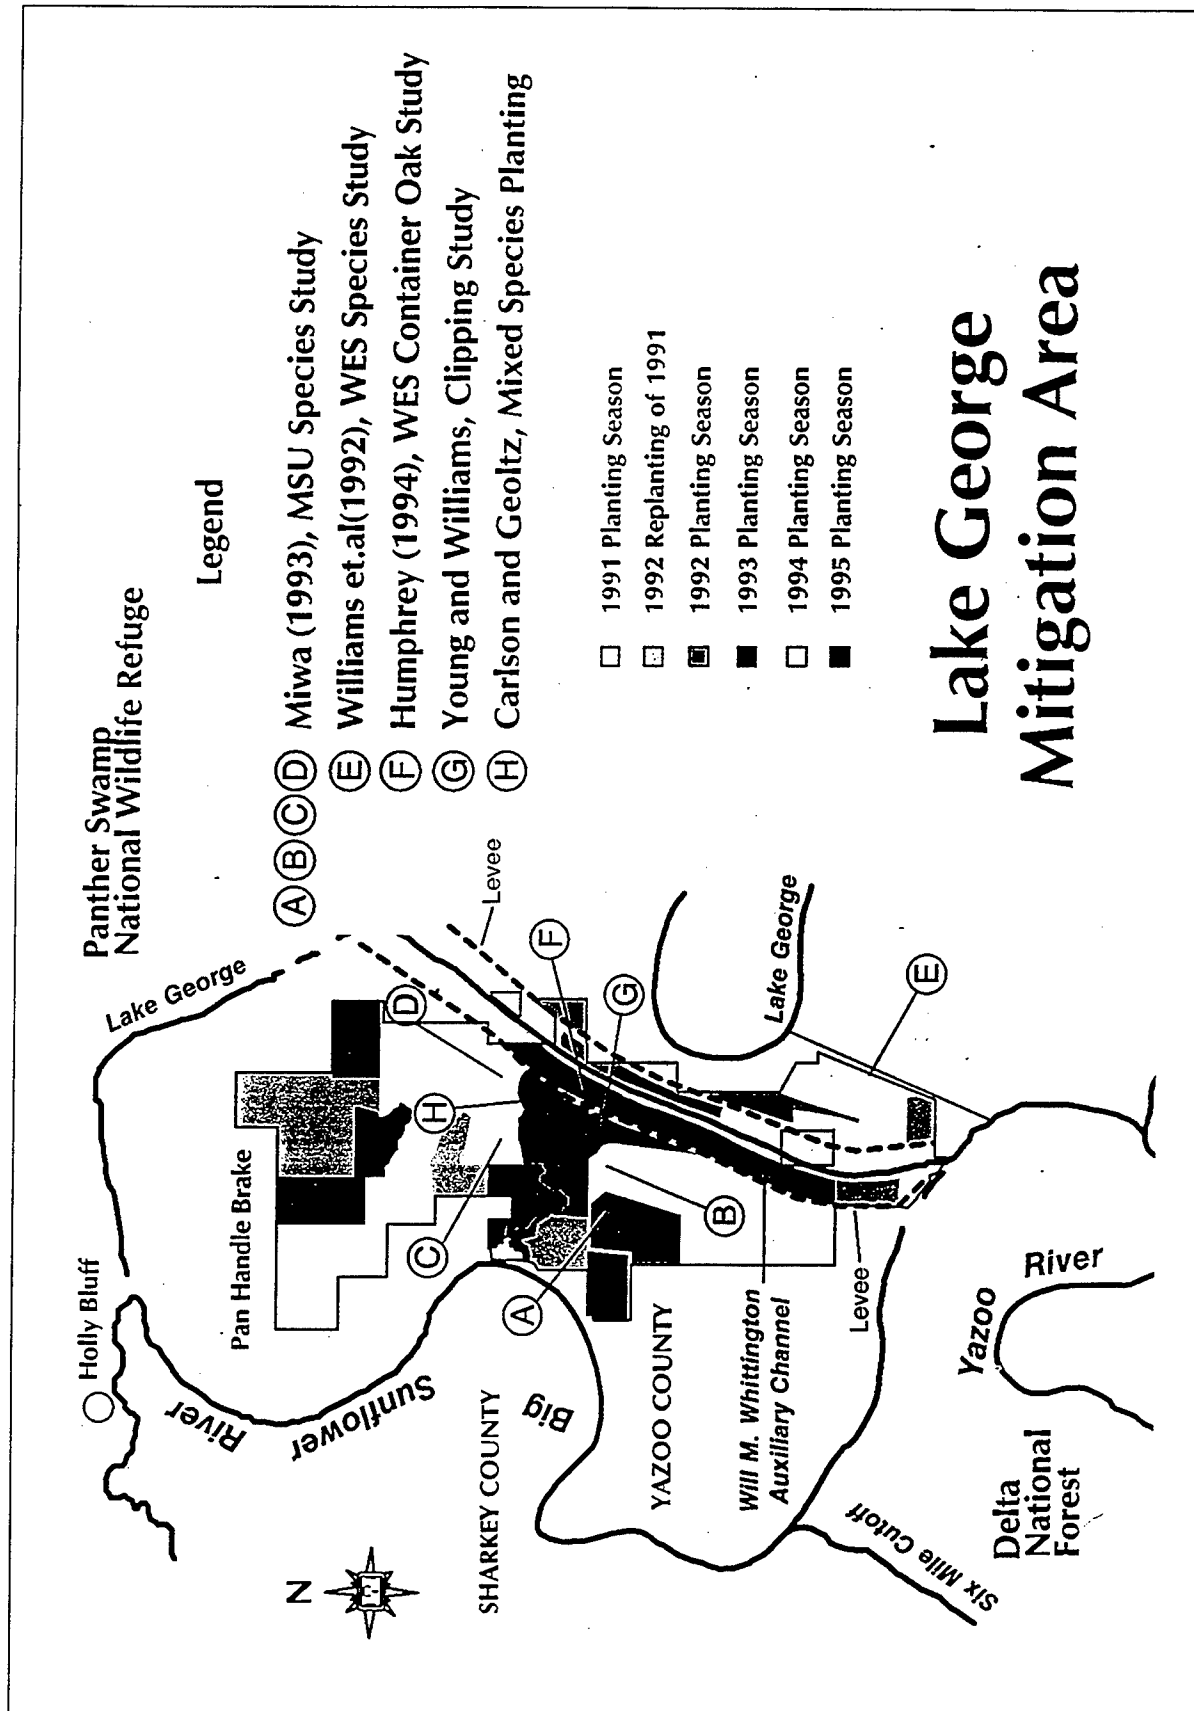 Panther Swamp
National Wildlife Refuge
Legend
A B C D Miwa (1993), MSU Species Study
E Williams et.al(1992), WES Species Study
F Humphrey (1994), WES Container Oak Study
G Young and Williams, Clipping Study
H Carlson and Geoltz, Mixed Species Planting
1991 Planting Season
1992 Replanting of 1991
1992 Planting Season
1993 Planting Season
1994 Planting Season
1995 Planting Season
Lake George
Mitigation Area
Holly Bluff
Lake George
Pan Handle Brake
River
Sunflower
Big
N
SHARKEY COUNTY
YAZOO COUNTY
Will M. Whittington
Auxiliary Channel
Levee
Levee
Lake George
A
B
C
D
E
F
G
H
Six Mile Cutoff
Delta
National
Forest
Yazoo
River